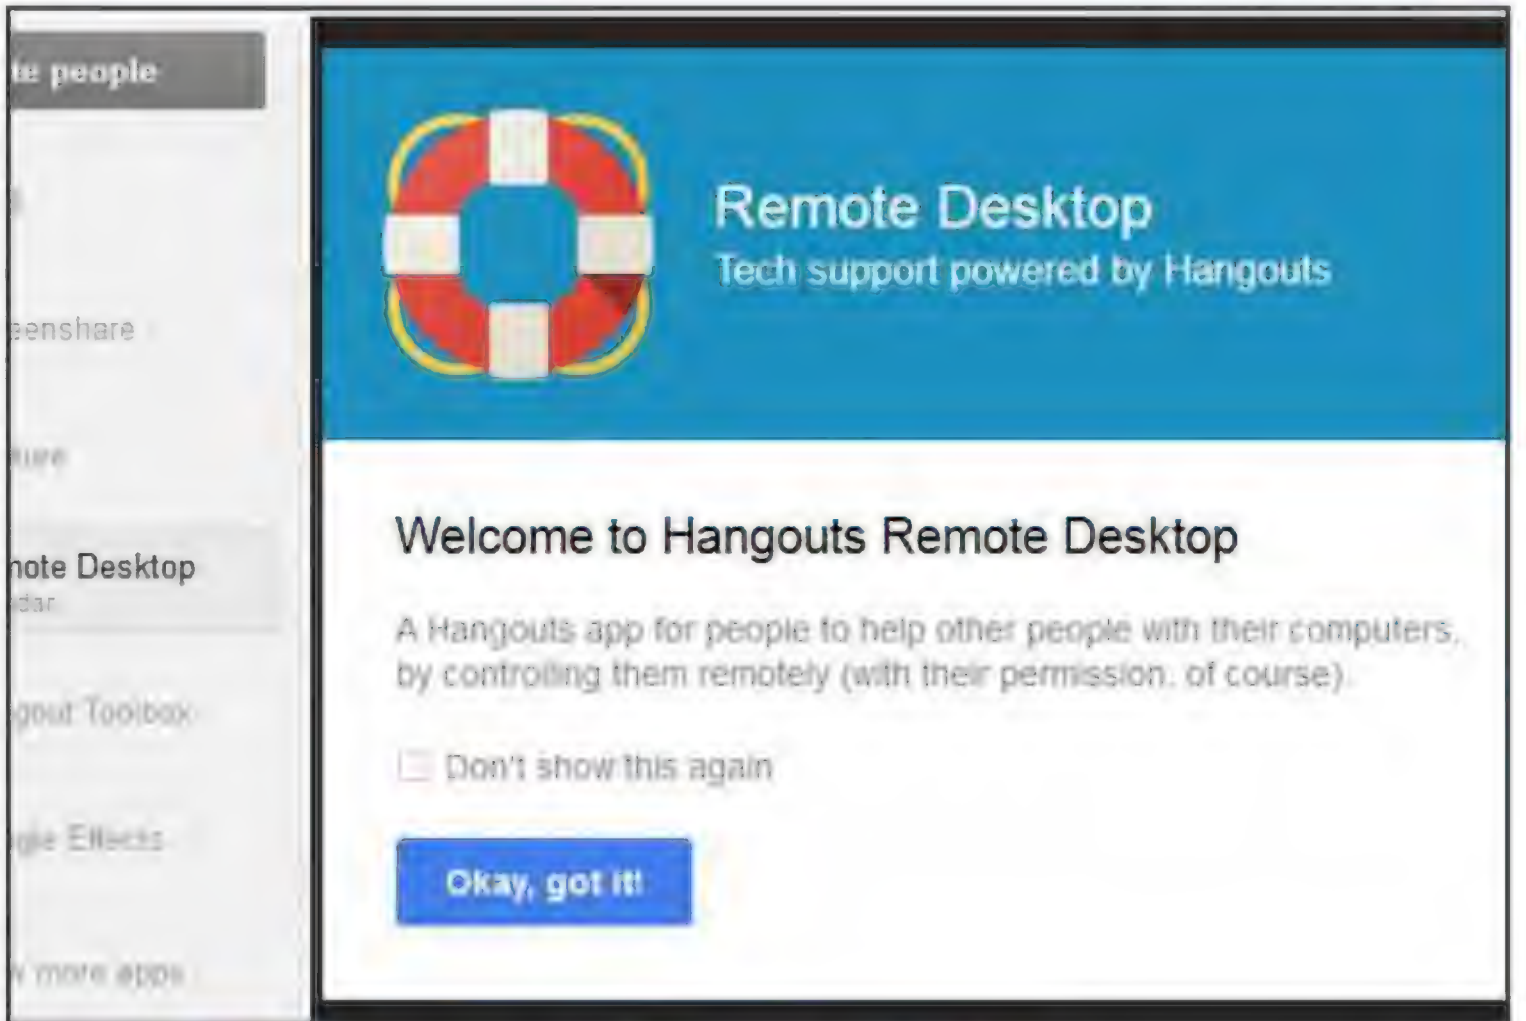 te people
eenshare
note Desktop
dar
gout Toolbox
gle Effects
more apps
Remote Desktop
Tech support powered by Hangouts
Welcome to Hangouts Remote Desktop
A Hangouts app for people to help other people with their computers,
by controlling them remotely (with their permission, of course).
Don't show this again
Okay, got it!